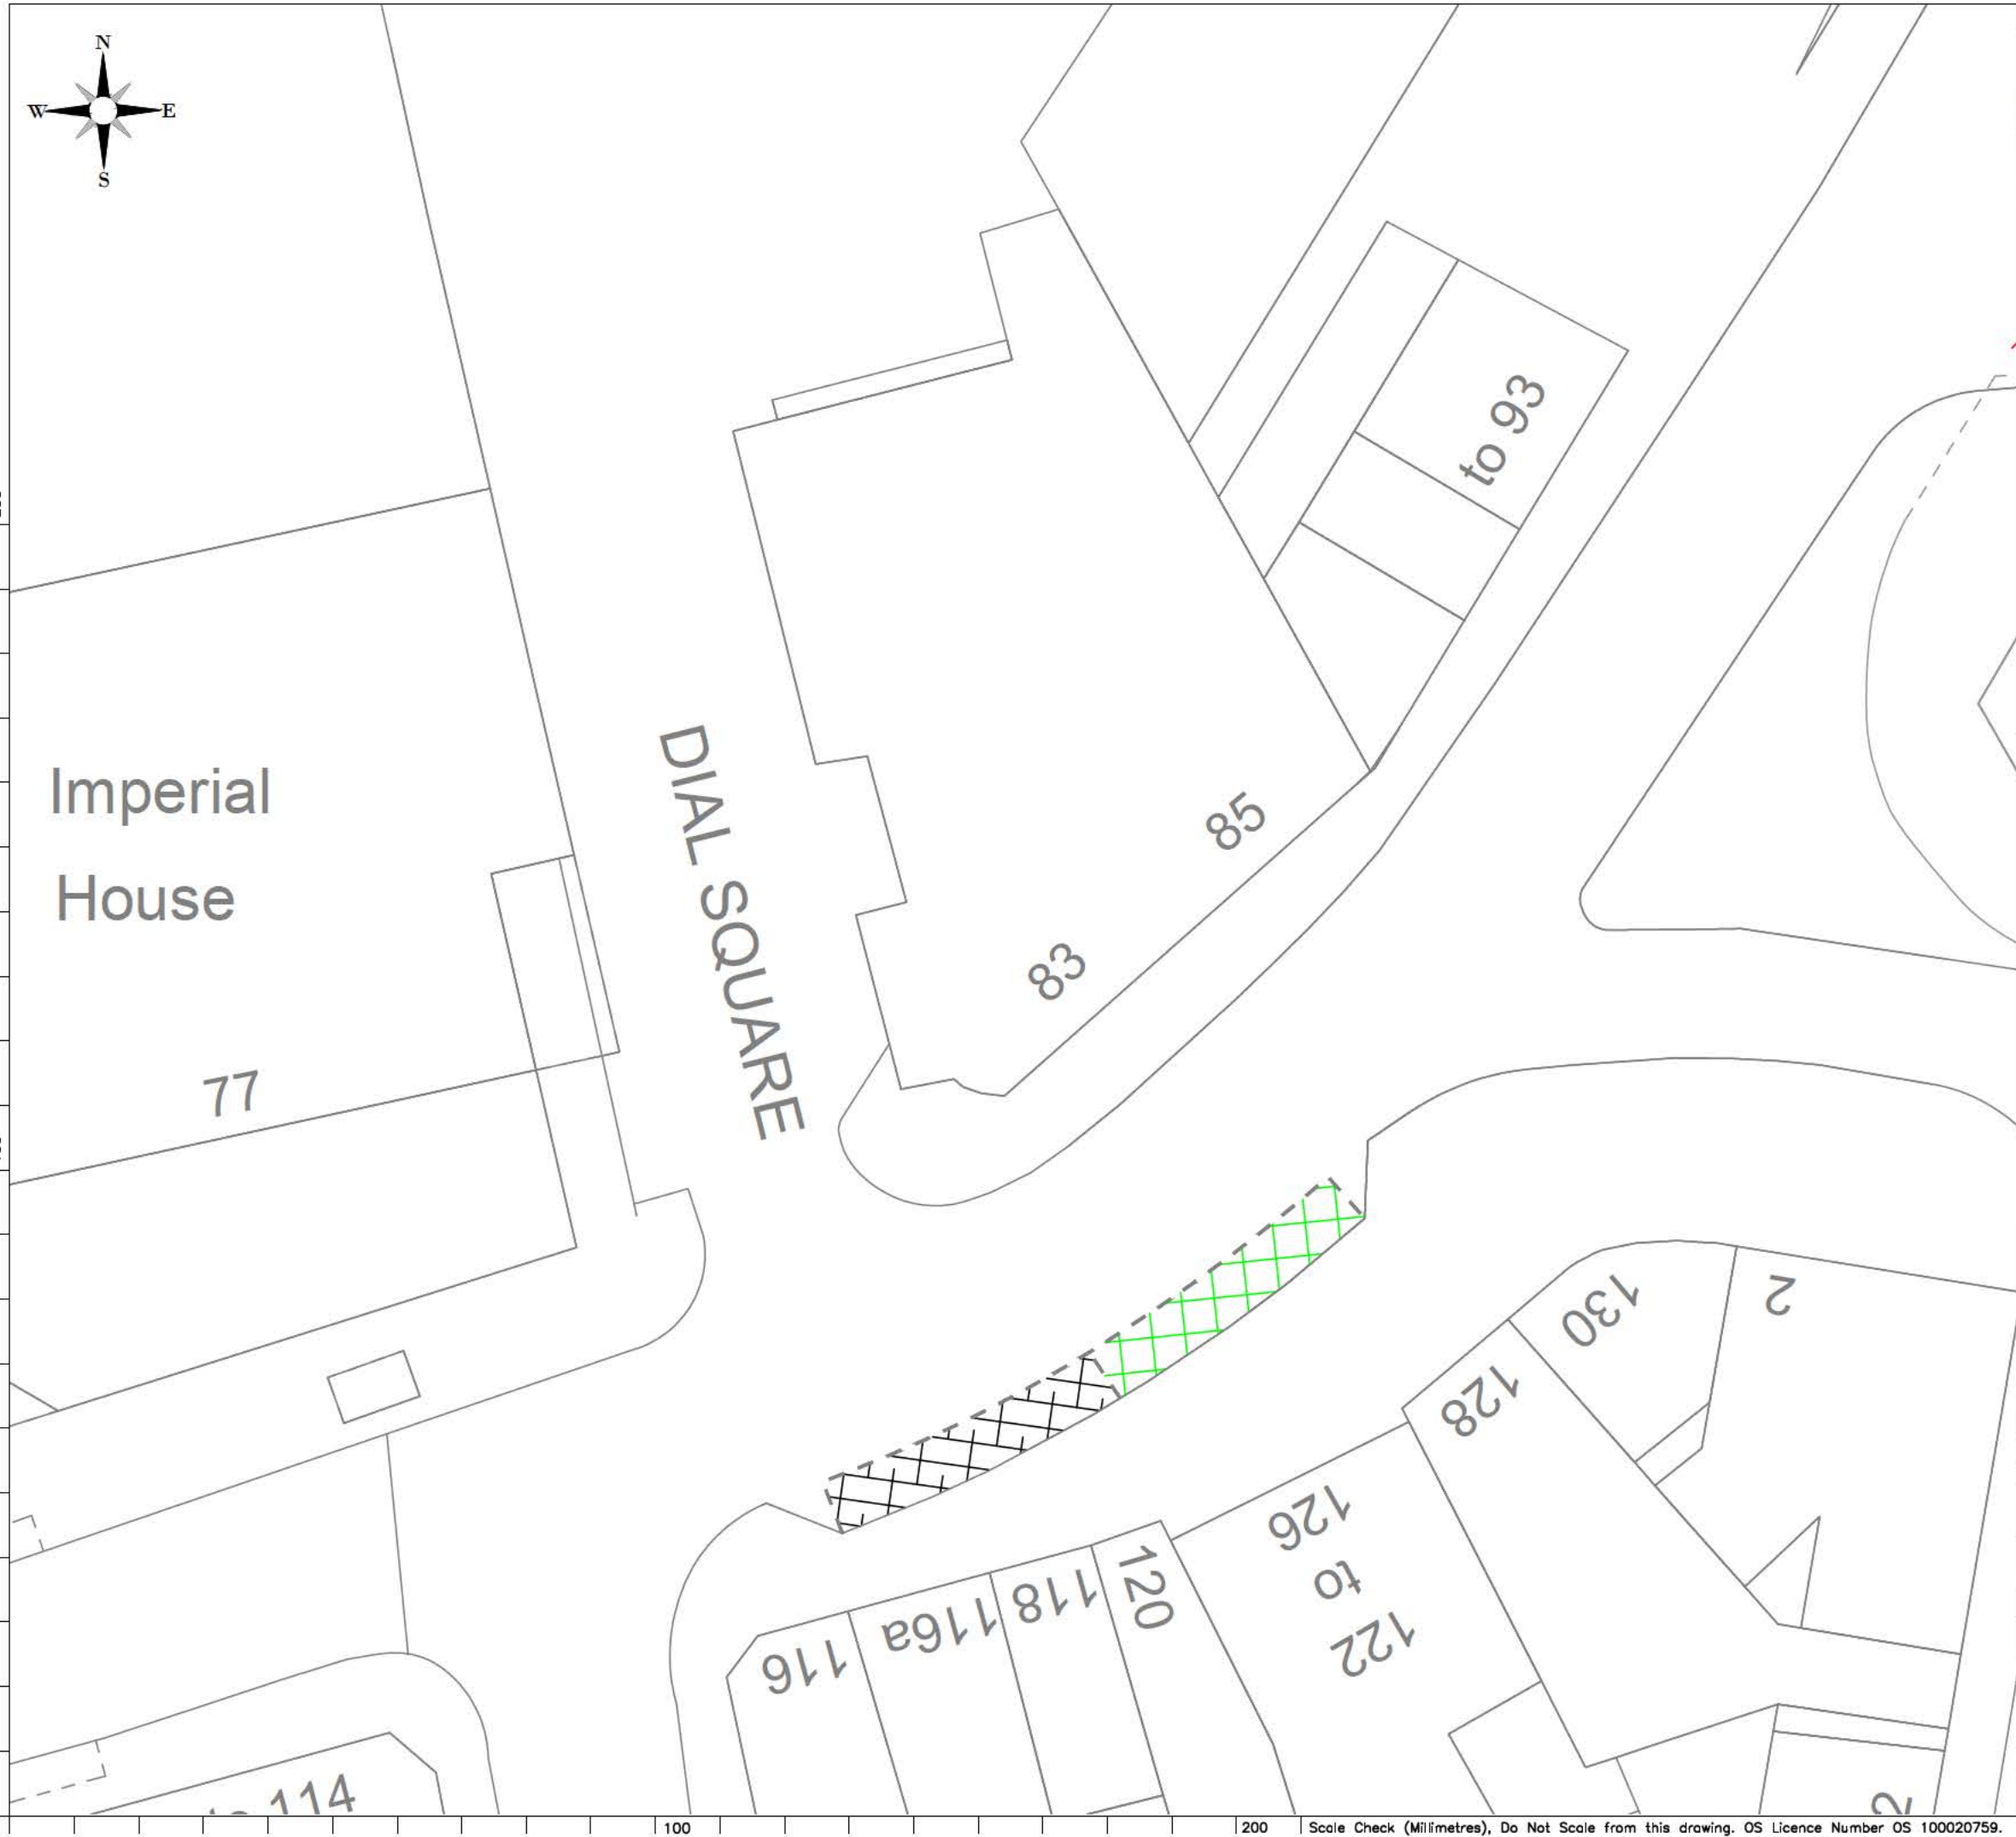 N
W E
S
to 93
Imperial
House
DIAL SQUARE
85
83
77
130
2
128
126
to
122
120
118
116a
116
114
2
100
200
Scale Check (Millimetres), Do Not Scale from this drawing. OS Licence Number OS 100020759.